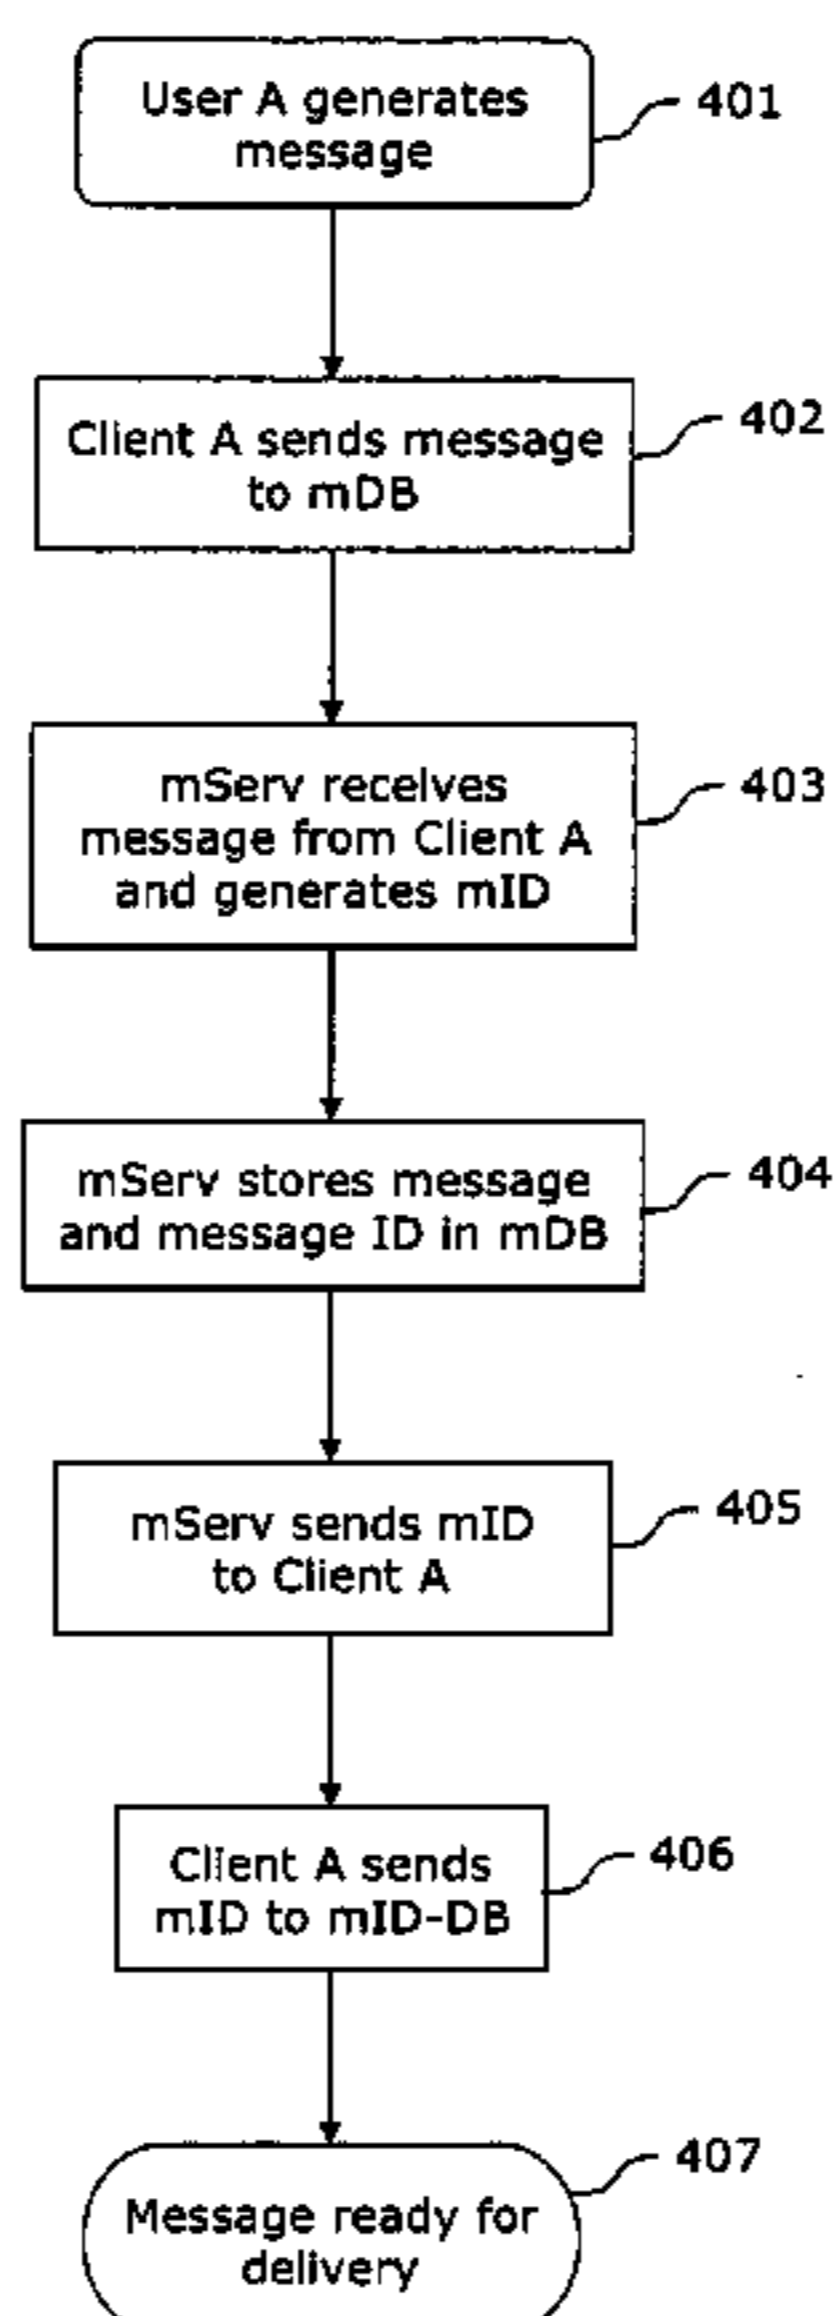 User A generates
message
401
Client A sends message
to mDB
402
mServ receives
message from Client A
and generates mID
403
mServ stores message
and message ID in mDB
404
mServ sends mID
to Client A
405
Client A sends
mID to mID-DB
406
Message ready for
delivery
407